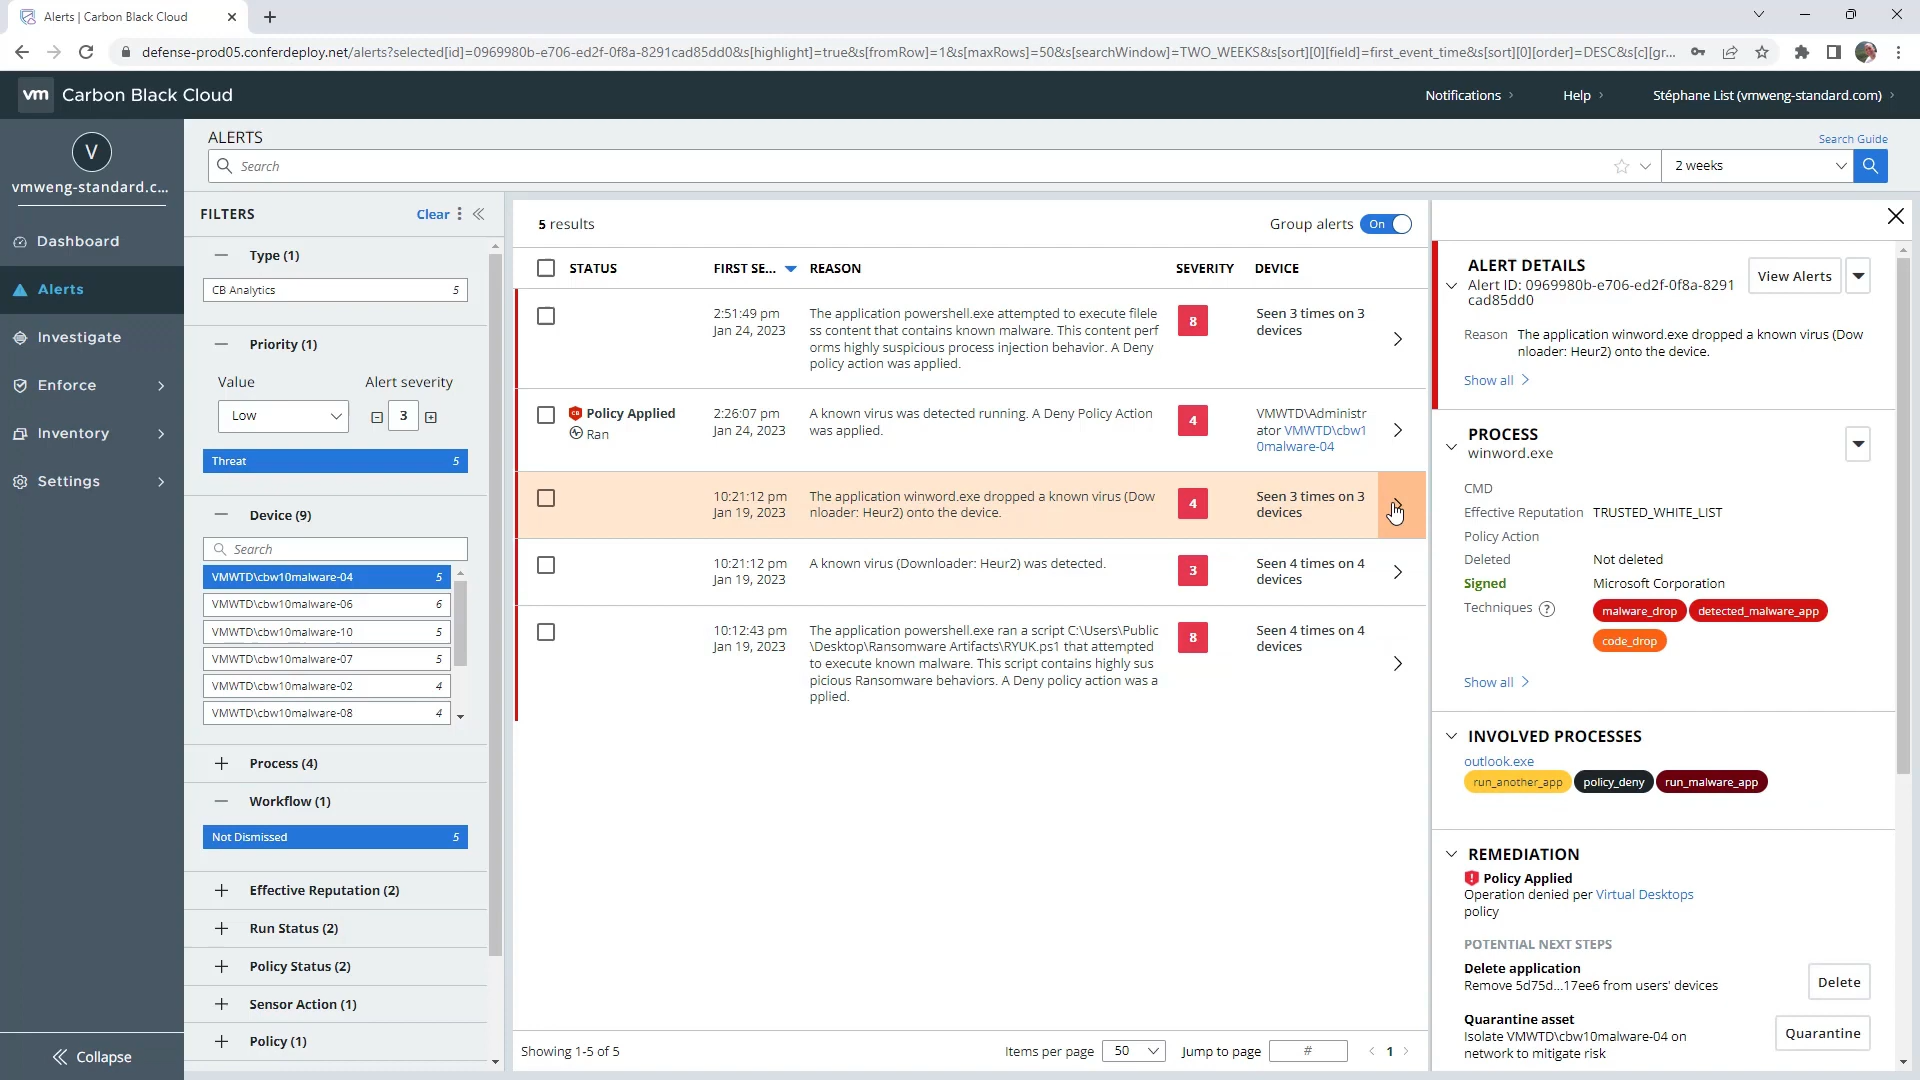 Alerts | Carbon Black Cloud
defense-prod05.conferdeploy.net/alerts?selected[id]=0969980b-e706-ed2f-0f8a-8291cad85dd0&s[highlight]=true&s[fromRow]=1&s[maxRows]=50&s[searchWindow]=TWO_WEEKS&s[sort][0][field]=first_event_time&s[sort][0][order]=DESC&s[c][gr...
vm Carbon Black Cloud
Notifications
Help
Stéphane List (vmweng-standard.com)
V
vmweng-standard.c...
Dashboard
Alerts
Investigate
Enforce
Inventory
Settings
Collapse
ALERTS
Search Guide
Search
2 weeks
FILTERS
Clear
Type (1)
CB Analytics 5
Priority (1)
Value Alert severity
Low 3
Threat 5
Device (9)
Search
VMWTD\cbw10malware-04 5
VMWTD\cbw10malware-06 6
VMWTD\cbw10malware-10 5
VMWTD\cbw10malware-07 5
VMWTD\cbw10malware-02 4
VMWTD\cbw10malware-08 4
Process (4)
Workflow (1)
Not Dismissed 5
Effective Reputation (2)
Run Status (2)
Policy Status (2)
Sensor Action (1)
Policy (1)
5 results
Group alerts On
STATUS FIRST SE... REASON SEVERITY DEVICE
2:51:49 pm
Jan 24, 2023
The application powershell.exe attempted to execute filele
ss content that contains known malware. This content perf
orms highly suspicious process injection behavior. A Deny
policy action was applied.
8
Seen 3 times on 3
devices
CB Policy Applied
Ran
2:26:07 pm
Jan 24, 2023
A known virus was detected running. A Deny Policy Action
was applied.
4
VMWTD\Administr
ator VMWTD\cbw1
0malware-04
10:21:12 pm
Jan 19, 2023
The application winword.exe dropped a known virus (Dow
nloader: Heur2) onto the device.
4
Seen 3 times on 3
devices
10:21:12 pm
Jan 19, 2023
A known virus (Downloader: Heur2) was detected.
3
Seen 4 times on 4
devices
10:12:43 pm
Jan 19, 2023
The application powershell.exe ran a script C:\Users\Public
\Desktop\Ransomware Artifacts\RYUK.ps1 that attempted
to execute known malware. This script contains highly sus
picious Ransomware behaviors. A Deny policy action was a
pplied.
8
Seen 4 times on 4
devices
Showing 1-5 of 5
Items per page 50
Jump to page #
1
ALERT DETAILS
Alert ID: 0969980b-e706-ed2f-0f8a-8291
cad85dd0
View Alerts
Reason The application winword.exe dropped a known virus (Dow
nloader: Heur2) onto the device.
Show all
PROCESS
winword.exe
CMD
Effective Reputation TRUSTED_WHITE_LIST
Policy Action
Deleted Not deleted
Signed Microsoft Corporation
Techniques ? malware_drop detected_malware_app
code_drop
Show all
INVOLVED PROCESSES
outlook.exe
run_another_app policy_deny run_malware_app
REMEDIATION
Policy Applied
Operation denied per Virtual Desktops
policy
POTENTIAL NEXT STEPS
Delete application
Remove 5d75d...17ee6 from users' devices
Delete
Quarantine asset
Isolate VMWTD\cbw10malware-04 on
network to mitigate risk
Quarantine